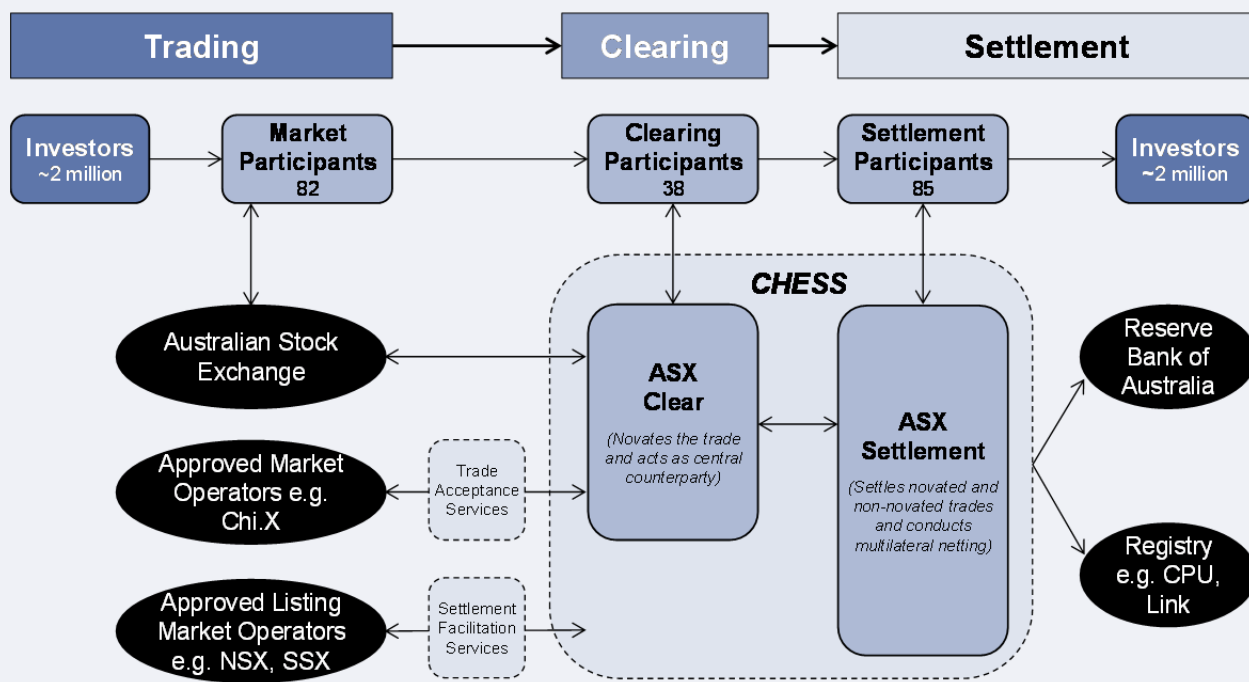 Trading
Clearing
Settlement
Investors
~2 million
Market
Participants
82
Clearing
Participants
38
Settlement
Participants
85
Investors
~2 million
CHESS
Australian Stock
Exchange
ASX
Clear
(Novates the trade
and acts as central
counterparty)
ASX
Settlement
(Settles novated and
non-novated trades
and conducts
multilateral netting)
Reserve
Bank of
Australia
Approved Market
Operators e.g.
Chi.X
Trade
Acceptance
Services
Registry
e.g. CPU,
Link
Approved Listing
Market Operators
e.g. NSX, SSX
Settlement
Facilitation
Services